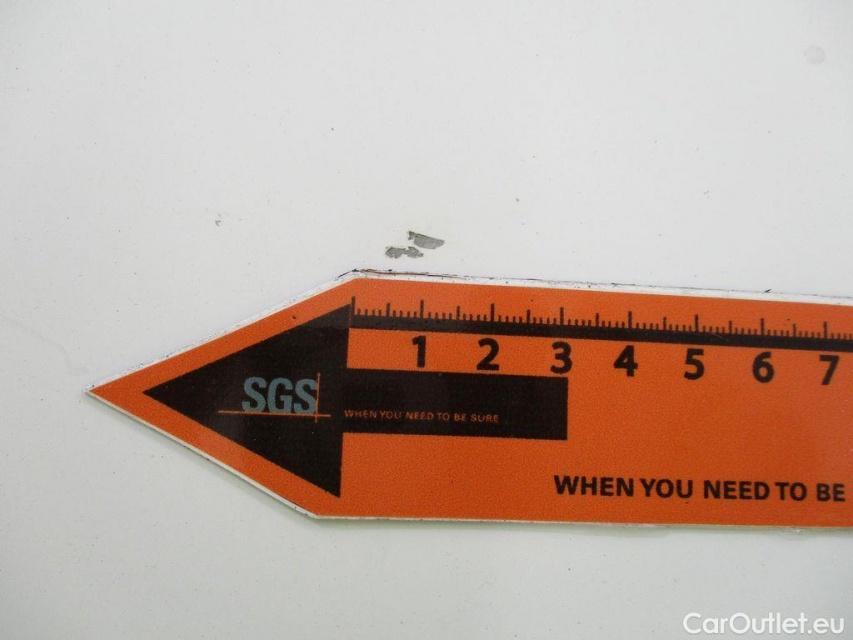 1 2 3 4 5 6 7
SGS
WHEN YOU NEED TO BE SURE
WHEN YOU NEED TO BE
CarOutlet.eu